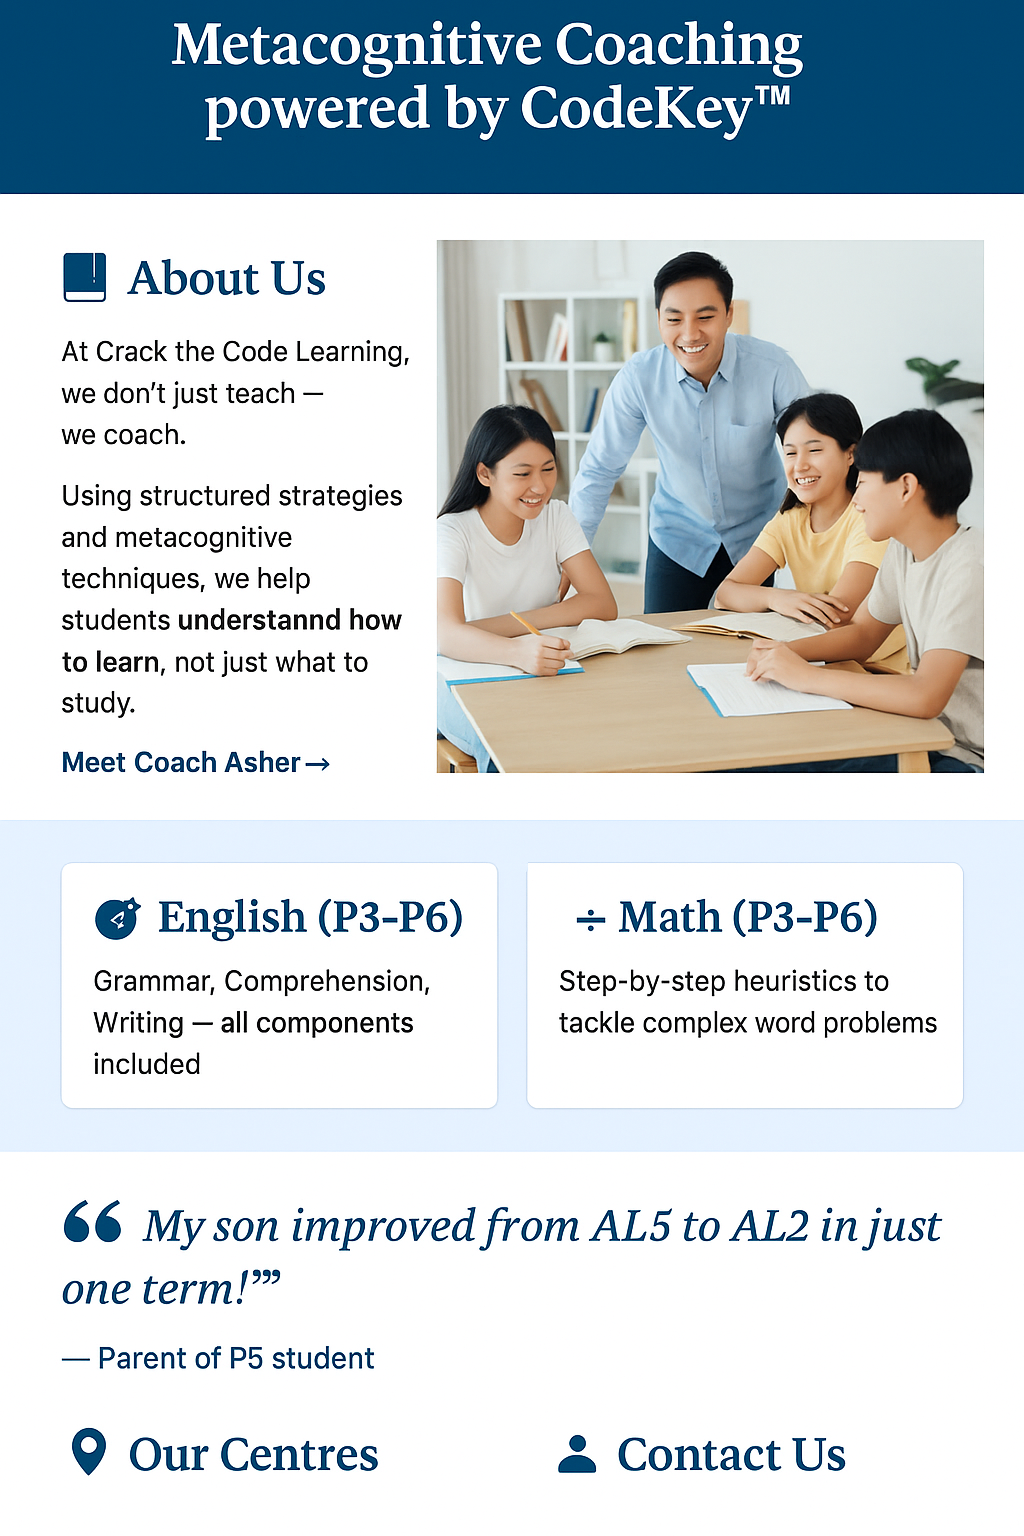 Metacognitive Coaching
powered by CodeKey™
About Us
At Crack the Code Learning,
we don’t just teach —
we coach.
Using structured strategies
and metacognitive
techniques, we help
students understannd how
to learn, not just what to
study.
Meet Coach Asher→
English (P3–P6)
Grammar, Comprehension,
Writing — all components
included
÷ Math (P3–P6)
Step-by-step heuristics to
tackle complex word problems
“ My son improved from AL5 to AL2 in just
one term!’”
— Parent of P5 student
Our Centres
Contact Us